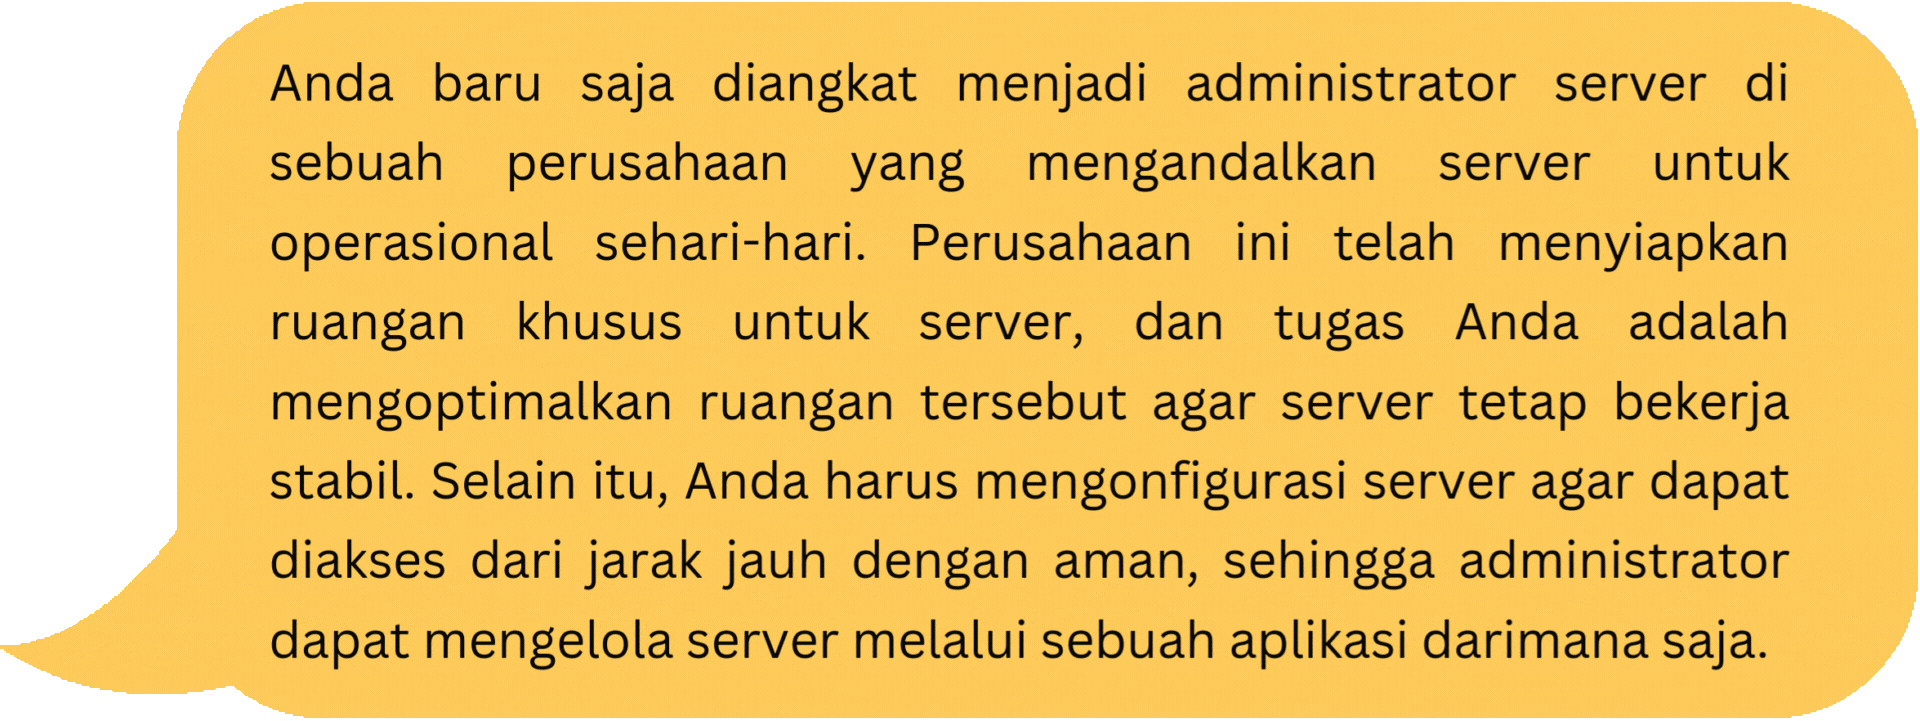 Anda baru saja diangkat menjadi administrator server di
sebuah perusahaan yang mengandalkan server untuk
operasional sehari-hari. Perusahaan ini telah menyiapkan
ruangan khusus untuk server, dan tugas Anda adalah
mengoptimalkan ruangan tersebut agar server tetap bekerja
stabil. Selain itu, Anda harus mengonfigurasi server agar dapat
diakses dari jarak jauh dengan aman, sehingga administrator
dapat mengelola server melalui sebuah aplikasi darimana saja.